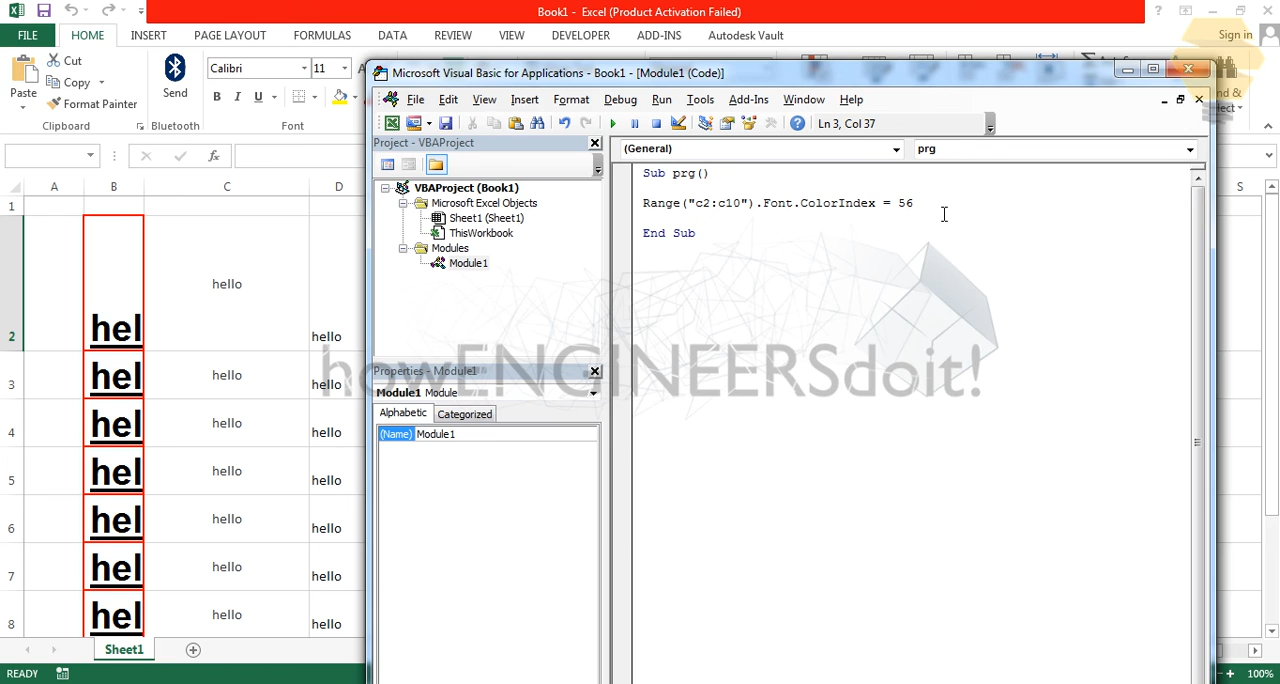 Book1 - Excel (Product Activation Failed)
FILE HOME INSERT PAGE LAYOUT FORMULAS DATA REVIEW VIEW DEVELOPER ADD-INS Autodesk Vault Sign in
Paste
Cut
Copy
Format Painter
Clipboard
Send
Bluetooth
Calibri 11
B I U
Font
Microsoft Visual Basic for Applications - Book1 - [Module1 (Code)]
File Edit View Insert Format Debug Run Tools Add-Ins Window Help
Ln 3, Col 37
Project - VBAProject
VBAProject (Book1)
Microsoft Excel Objects
Sheet1 (Sheet1)
ThisWorkbook
Modules
Module1
Properties - Module1
Module1 Module
Alphabetic Categorized
(Name) Module1
(General) prg
Sub prg()
Range("c2:c10").Font.ColorIndex = 56
End Sub
howENGINEERSdoit!
fx
A B C D S
1
2 hel hello hello
3 hel hello hello
4 hel hello hello
5 hel hello hello
6 hel hello hello
7 hel hello hello
8 hel hello hello
Sheet1
READY 100%